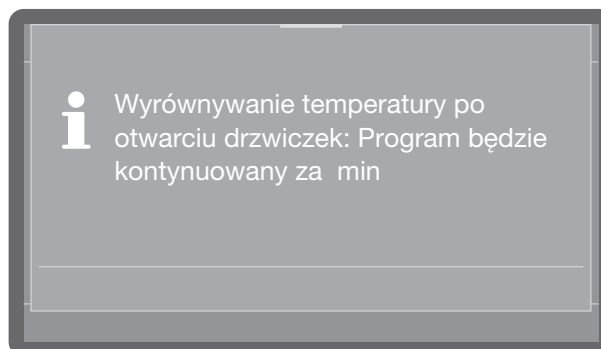 Wyrównywanie temperatury po
otwarciu drzwiczek: Program będzie
kontynuowany za  min